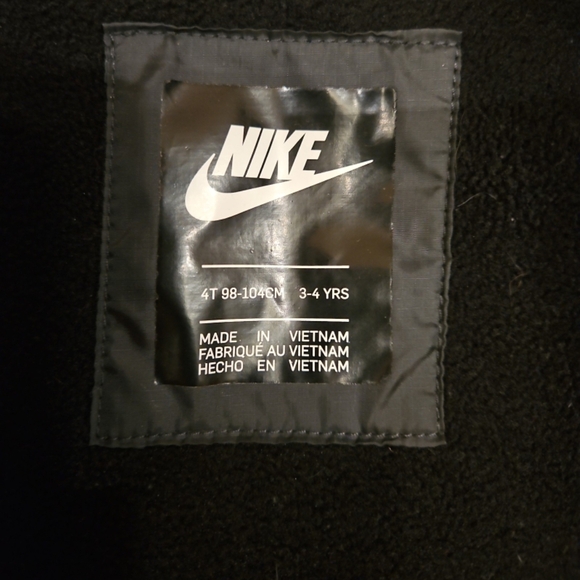 NIKE
4T 98-104CM 3-4 YRS
MADE IN VIETNAM
FABRIQUÉ AU VIETNAM
HECHO EN VIETNAM